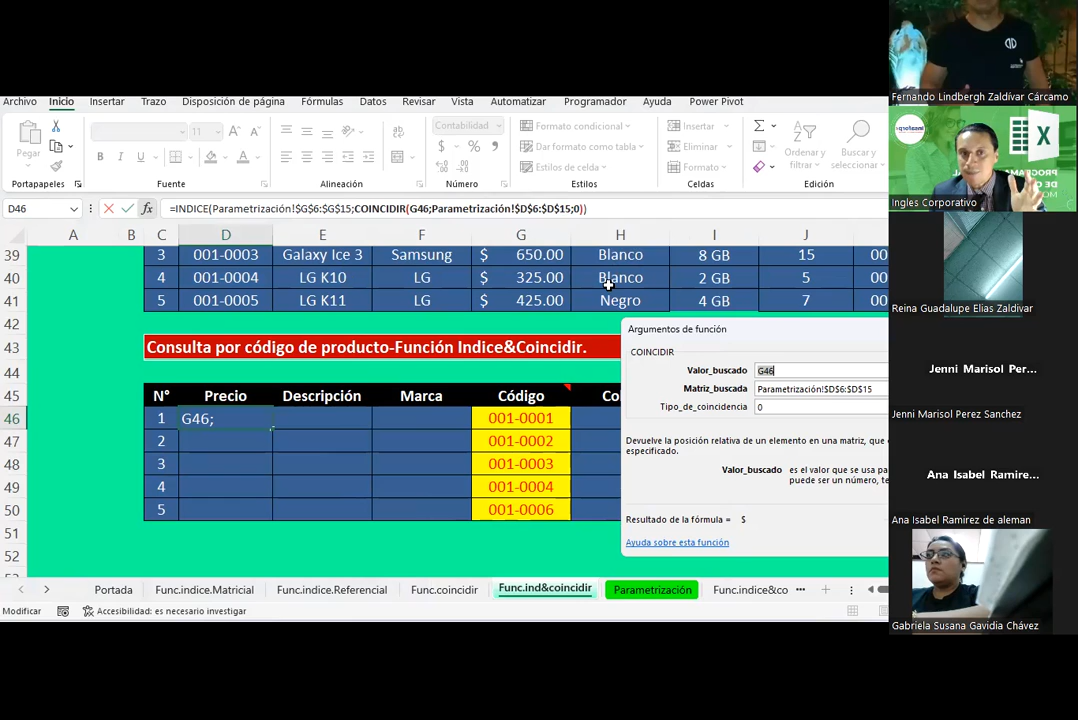 Archivo Inicio Insertar Trazo Disposición de página Fórmulas Datos Revisar Vista Automatizar Programador Ayuda Power Pivot
Pegar
Portapapeles
11
Fuente
Alineación
Contabilidad
Número
Formato condicional
Dar formato como tabla
Estilos de celda
Estilos
Insertar
Eliminar
Formato
Celdas
Ordenar y filtrar
Buscar y seleccionar
Edición
D46 =INDICE(Parametrización!$G$6:$G$15;COINCIDIR(G46;Parametrización!$D$6:$D$15;0))
A B C D E F G H I J
39 3 001-0003 Galaxy Ice 3 Samsung $ 650.00 Blanco 8 GB 15 00
40 4 001-0004 LG K10 LG $ 325.00 Blanco 2 GB 5 00
41 5 001-0005 LG K11 LG $ 425.00 Negro 4 GB 7 00
42
43 Consulta por código de producto-Función Indice&Coincidir.
44
45 N° Precio Descripción Marca Código Co
46 1 G46; 001-0001
47 2 001-0002
48 3 001-0003
49 4 001-0004
50 5 001-0006
51
52
Argumentos de función
COINCIDIR
Valor_buscado G46
Matriz_buscada Parametrización!$D$6:$D$15
Tipo_de_coincidencia 0
Devuelve la posición relativa de un elemento en una matriz, que
especificado.
Valor_buscado es el valor que se usa pa
puede ser un número, te
Resultado de la fórmula = $
Ayuda sobre esta función
Portada Func.indice.Matricial Func.indice.Referencial Func.coincidir Func.ind&coincidir Parametrización Func.indice&co
Modificar Accesibilidad: es necesario investigar
Fernando Lindbergh Zaldívar Cárcamo
Ingles Corporativo
Reina Guadalupe Elias Zaldivar
Jenni Marisol Per...
Jenni Marisol Perez Sanchez
Ana Isabel Ramire...
Ana Isabel Ramirez de aleman
Gabriela Susana Gavidia Chávez